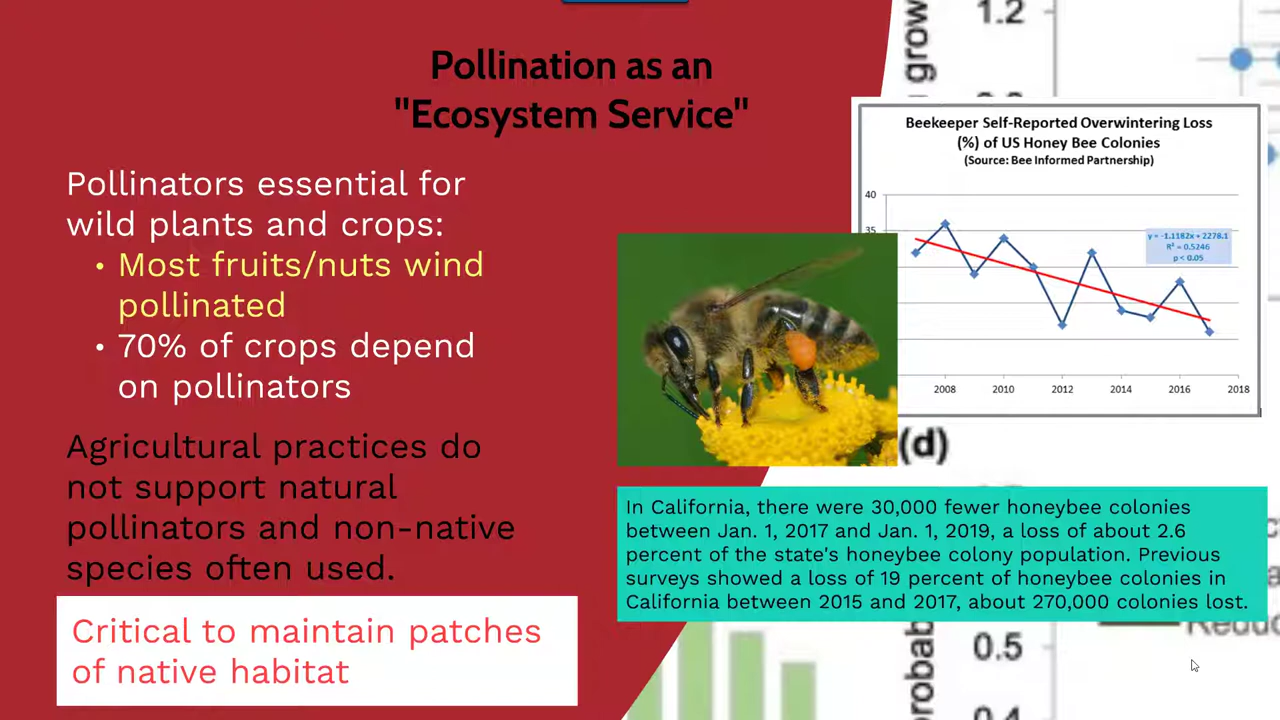 Pollination as an
"Ecosystem Service"
Pollinators essential for
wild plants and crops:
• Most fruits/nuts wind
pollinated
• 70% of crops depend
on pollinators
Agricultural practices do
not support natural
pollinators and non-native
species often used.
Critical to maintain patches
of native habitat
grow
1.2
Beekeeper Self-Reported Overwintering Loss
(%) of US Honey Bee Colonies
(Source: Bee Informed Partnership)
40
35
y = -1.1182x + 2278.1
R² = 0.5246
p < 0.05
2008 2010 2012 2014 2016 2018
(d)
In California, there were 30,000 fewer honeybee colonies
between Jan. 1, 2017 and Jan. 1, 2019, a loss of about 2.6
percent of the state's honeybee colony population. Previous
surveys showed a loss of 19 percent of honeybee colonies in
California between 2015 and 2017, about 270,000 colonies lost.
probab
0.5
0.4